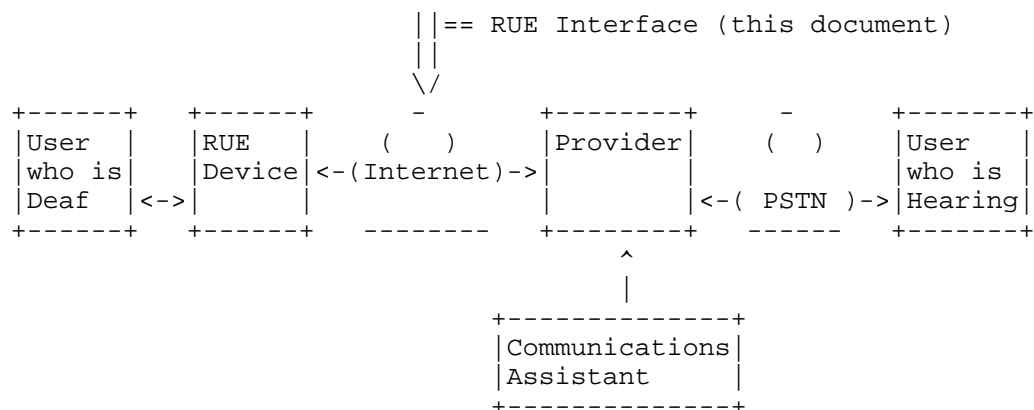 ||== RUE Interface (this document)
||
\/
+------+ +------+ - +--------+ - +-------+
|User | |RUE | ( ) |Provider| ( ) |User |
|who is| |Device|<-(Internet)->| | |who is |
|Deaf |<->| | | |<-( PSTN )->|Hearing|
+------+ +------+ -------- +--------+ ------ +-------+
^
|
+--------------+
|Communications|
|Assistant |
+--------------+